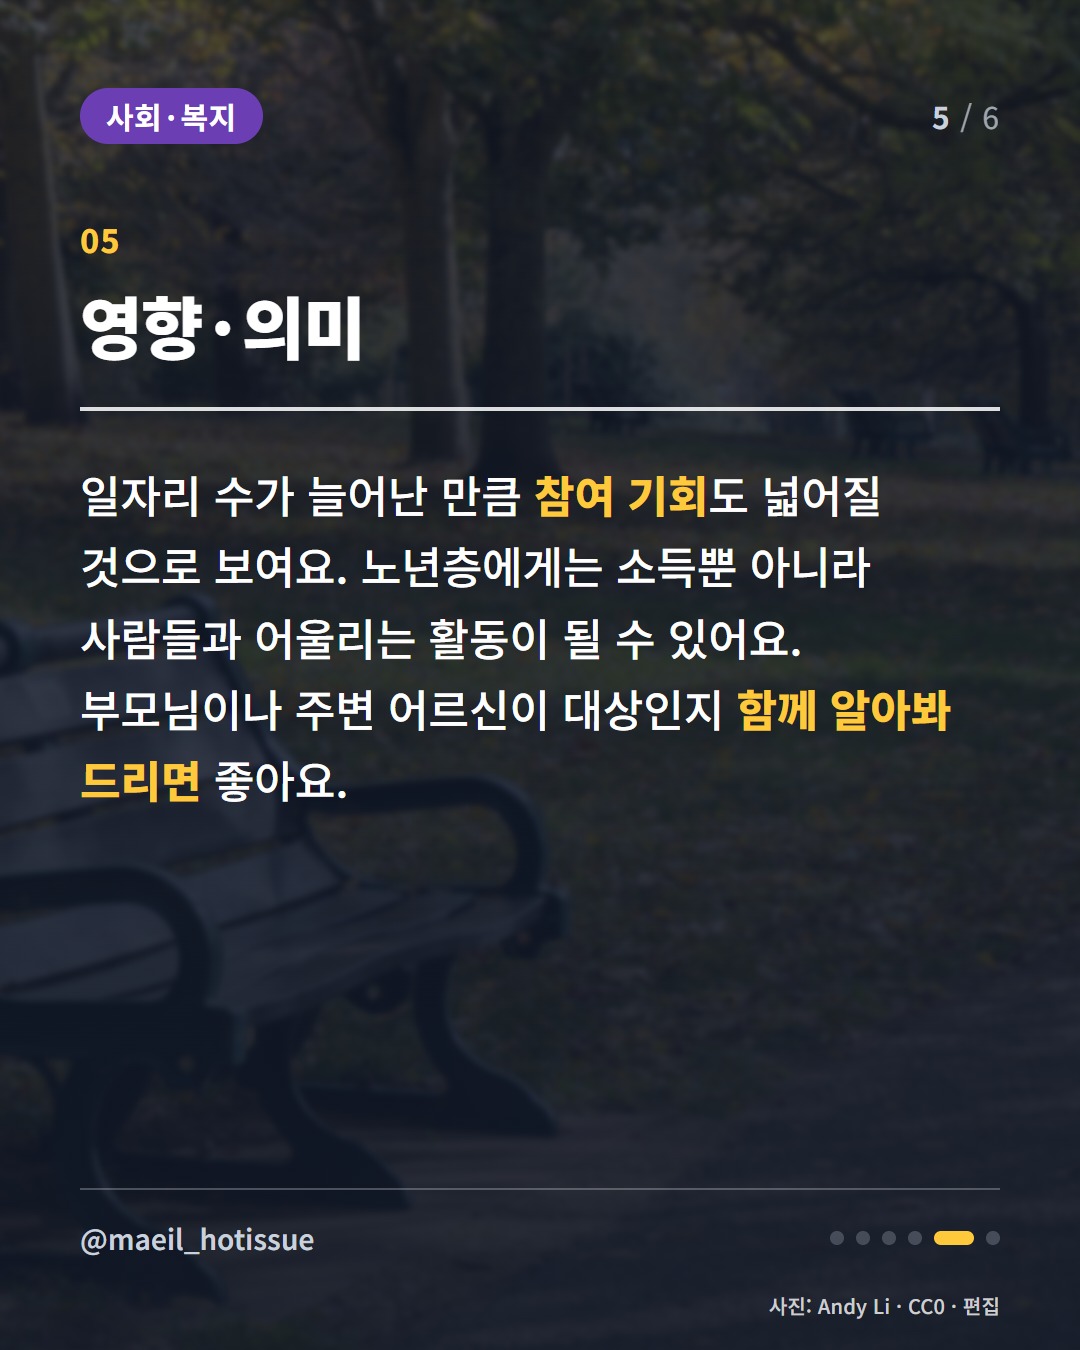 사회·복지
5 / 6
05
영향·의미
일자리 수가 늘어난 만큼 참여 기회도 넓어질
것으로 보여요. 노년층에게는 소득뿐 아니라
사람들과 어울리는 활동이 될 수 있어요.
부모님이나 주변 어르신이 대상인지 함께 알아봐
드리면 좋아요.
@maeil_hotissue
사진: Andy Li · CC0 · 편집